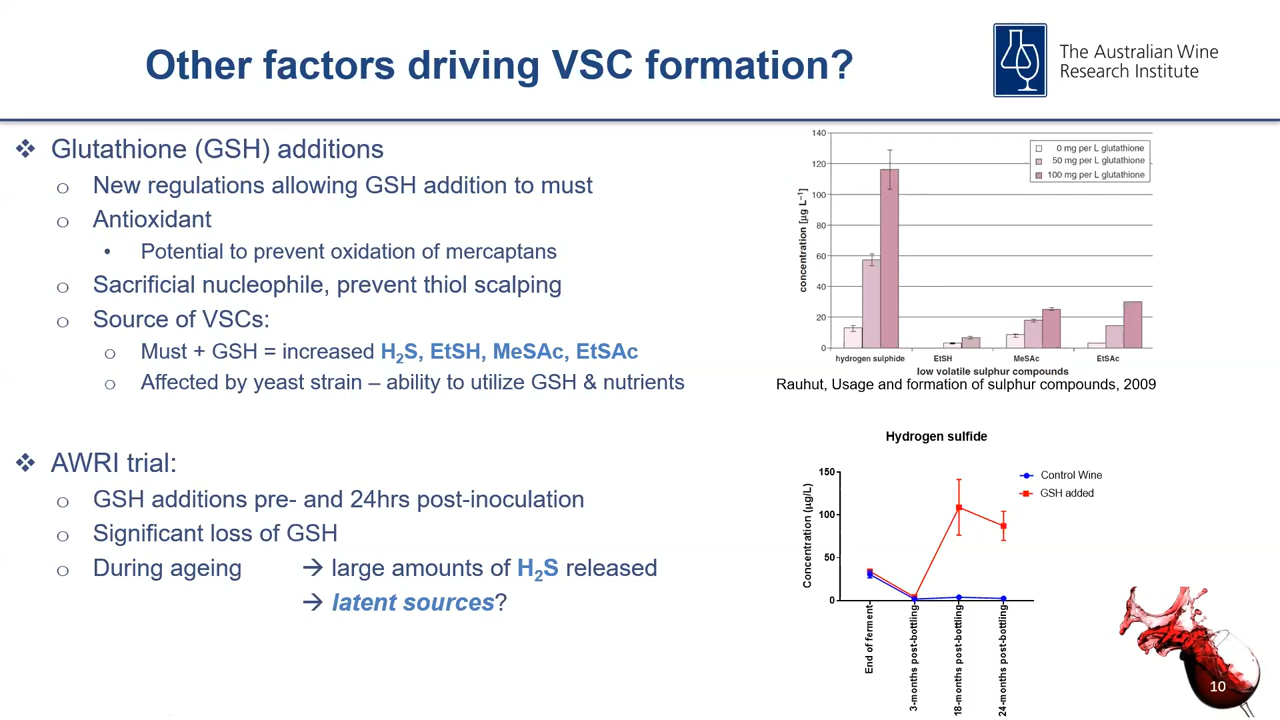 Other factors driving VSC formation?
The Australian Wine
Research Institute
❖ Glutathione (GSH) additions
o New regulations allowing GSH addition to must
o Antioxidant
• Potential to prevent oxidation of mercaptans
o Sacrificial nucleophile, prevent thiol scalping
o Source of VSCs:
o Must + GSH = increased H₂S, EtSH, MeSAc, EtSAc
o Affected by yeast strain – ability to utilize GSH & nutrients
❖ AWRI trial:
o GSH additions pre- and 24hrs post-inoculation
o Significant loss of GSH
o During ageing → large amounts of H₂S released
→ latent sources?
140
120
100
80
60
40
20
0
concentration [µg L⁻¹]
0 mg per L glutathione
50 mg per L glutathione
100 mg per L glutathione
hydrogen sulphide EtSH MeSAc EtSAc
low volatile sulphur compounds
Rauhut, Usage and formation of sulphur compounds, 2009
Hydrogen sulfide
150
100
50
0
Concentration (µg/L)
Control Wine
GSH added
End of ferment
3-months post-bottling
18-months post-bottling
24-months post-bottling
10